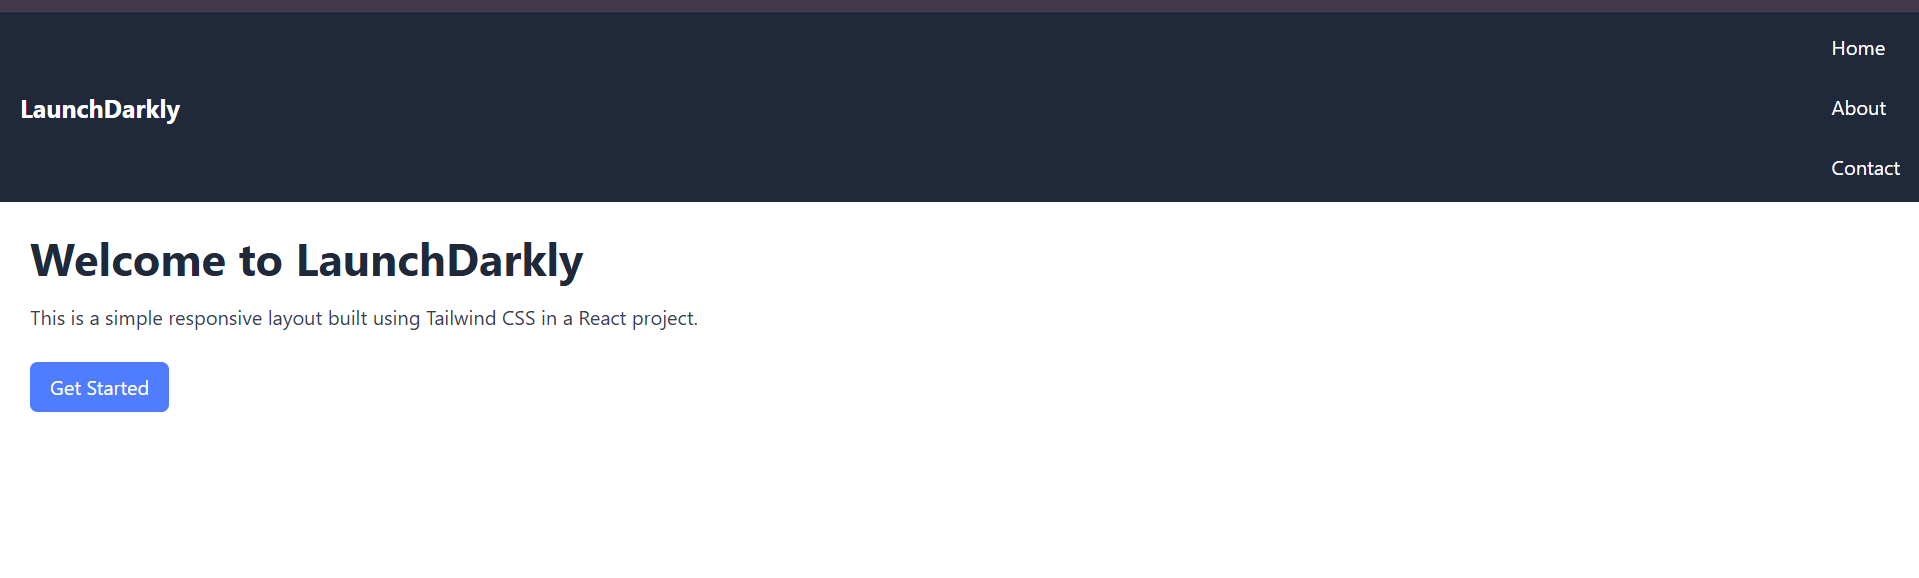 LaunchDarkly
Home
About
Contact
Welcome to LaunchDarkly
This is a simple responsive layout built using Tailwind CSS in a React project.
Get Started